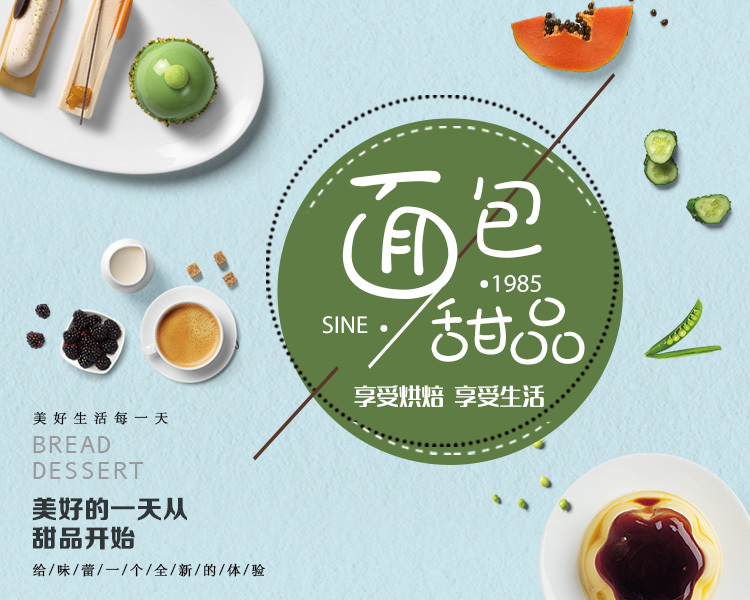 面包
·1985
SINE·
甜品
享受烘焙 享受生活
美好生活每一天
BREAD
DESSERT
美好的一天从
甜品开始
给/味/蕾/一/个/全/新/的/体/验